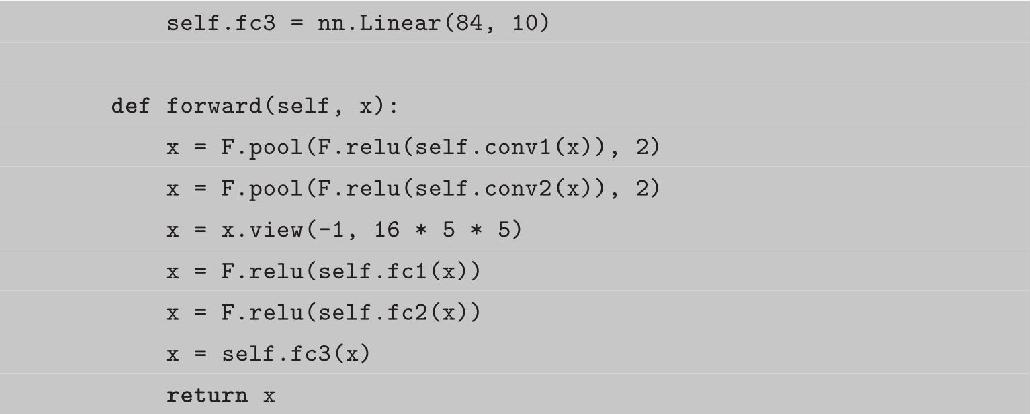 self.fc3 = nn.Linear(84, 10)
def forward(self, x):
x = F.pool(F.relu(self.conv1(x)), 2)
x = F.pool(F.relu(self.conv2(x)), 2)
x = x.view(-1, 16 * 5 * 5)
x = F.relu(self.fc1(x))
x = F.relu(self.fc2(x))
x = self.fc3(x)
return x